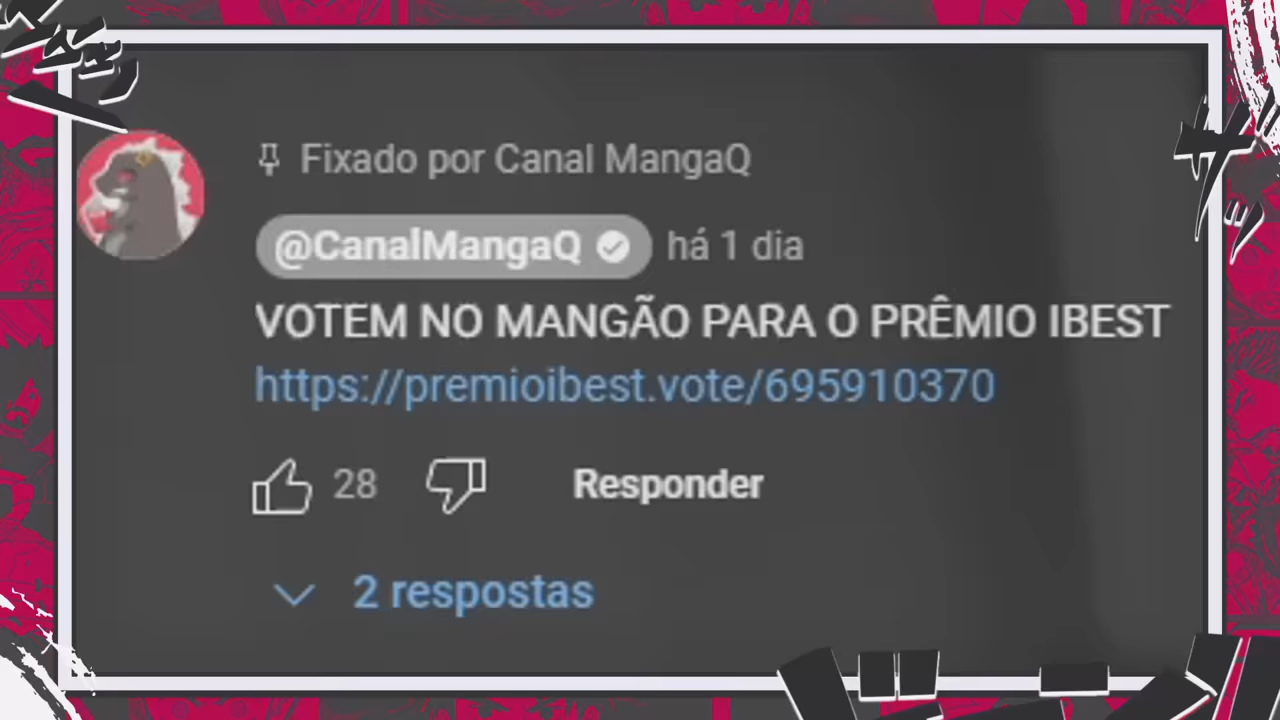 Fixado por Canal MangaQ
@CanalMangaQ há 1 dia
VOTEM NO MANGÃO PARA O PRÊMIO IBEST
https://premioibest.vote/695910370
28 Responder
2 respostas